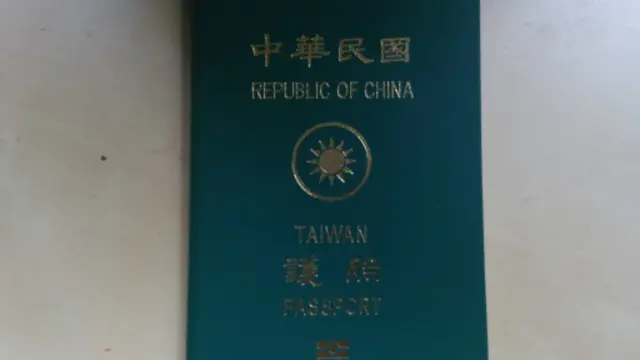 中華民國
REPUBLIC OF CHINA
TAIWAN
護照
PASSPORT